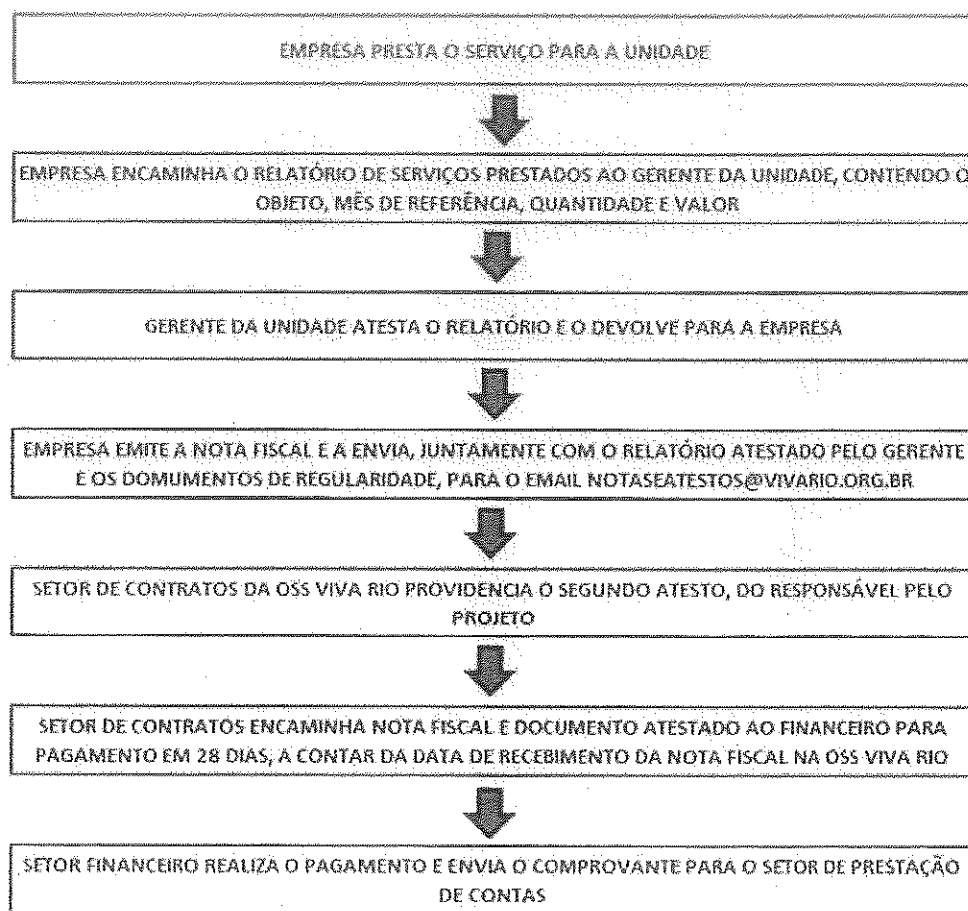 EMPRESA PRESTA O SERVIÇO PARA A UNIDADE
EMPRESA ENCAMINHA O RELATÓRIO DE SERVIÇOS PRESTADOS AO GERENTE DA UNIDADE, CONTENDO O
OBJETO, MÊS DE REFERÊNCIA, QUANTIDADE E VALOR
GERENTE DA UNIDADE ATESTA O RELATÓRIO E O DEVOLVE PARA A EMPRESA
EMPRESA EMITE A NOTA FISCAL E A ENVIA, JUNTAMENTE COM O RELATÓRIO ATESTADO PELO GERENTE
E OS DOMUMENTOS DE REGULARIDADE, PARA O EMAIL NOTASEATESTOS@VIVARIO.ORG.BR
SETOR DE CONTRATOS DA OSS VIVA RIO PROVIDENCIA O SEGUNDO ATESTO, DO RESPONSÁVEL PELO
PROJETO
SETOR DE CONTRATOS ENCAMINHA NOTA FISCAL E DOCUMENTO ATESTADO AO FINANCEIRO PARA
PAGAMENTO EM 28 DIAS, A CONTAR DA DATA DE RECEBIMENTO DA NOTA FISCAL NA OSS VIVA RIO
SETOR FINANCEIRO REALIZA O PAGAMENTO E ENVIA O COMPROVANTE PARA O SETOR DE PRESTAÇÃO
DE CONTAS